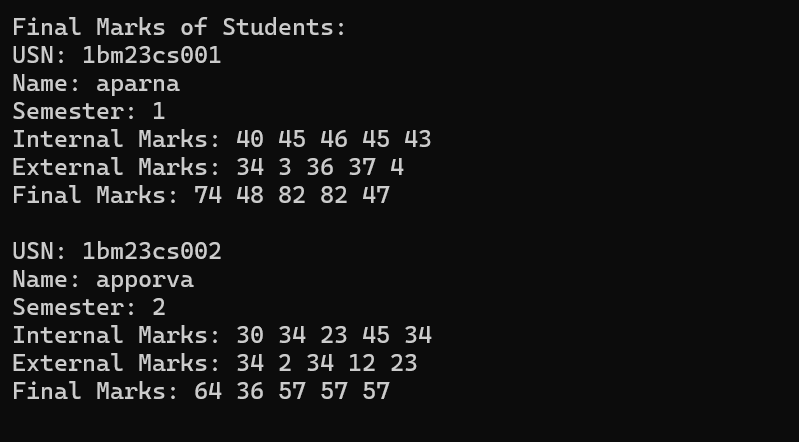 Final Marks of Students:
USN: 1bm23cs001
Name: aparna
Semester: 1
Internal Marks: 40 45 46 45 43
External Marks: 34 3 36 37 4
Final Marks: 74 48 82 82 47
USN: 1bm23cs002
Name: apporva
Semester: 2
Internal Marks: 30 34 23 45 34
External Marks: 34 2 34 12 23
Final Marks: 64 36 57 57 57